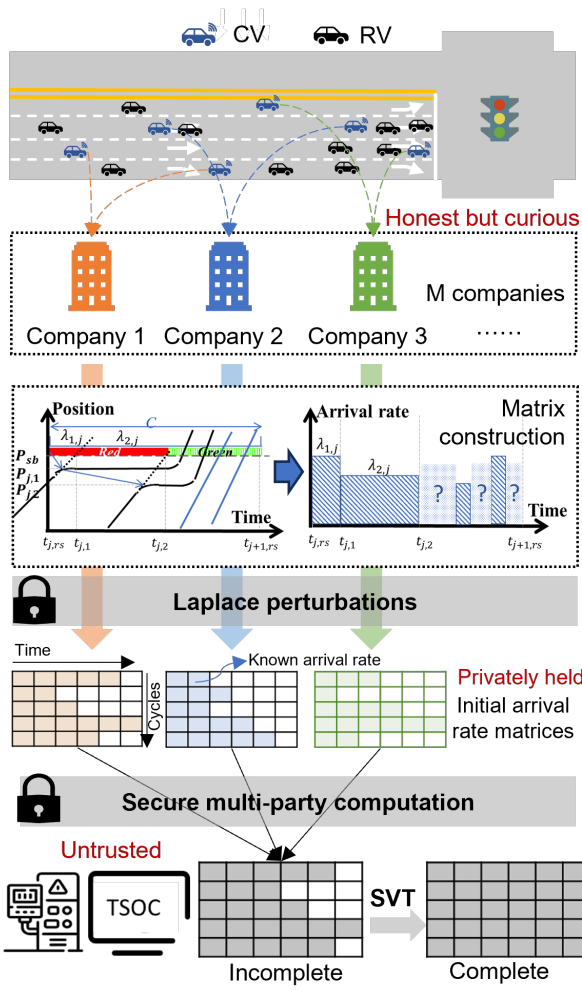 CV RV
Honest but curious
M companies
Company 1 Company 2 Company 3 ......
Position
C
λ1,j λ2,j
Red Green
Psb
Pj,1
Pj,2
Time
tj,rs tj,1 tj,2 tj+1,rs
Arrival rate
λ1,j
λ2,j
? ? ?
Time
tj,rs tj,1 tj,2 tj+1,rs
Matrix
construction
Laplace perturbations
Time
Known arrival rate
Cycles
Privately held
Initial arrival
rate matrices
Secure multi-party computation
Untrusted
TSOC
SVT
Incomplete
Complete